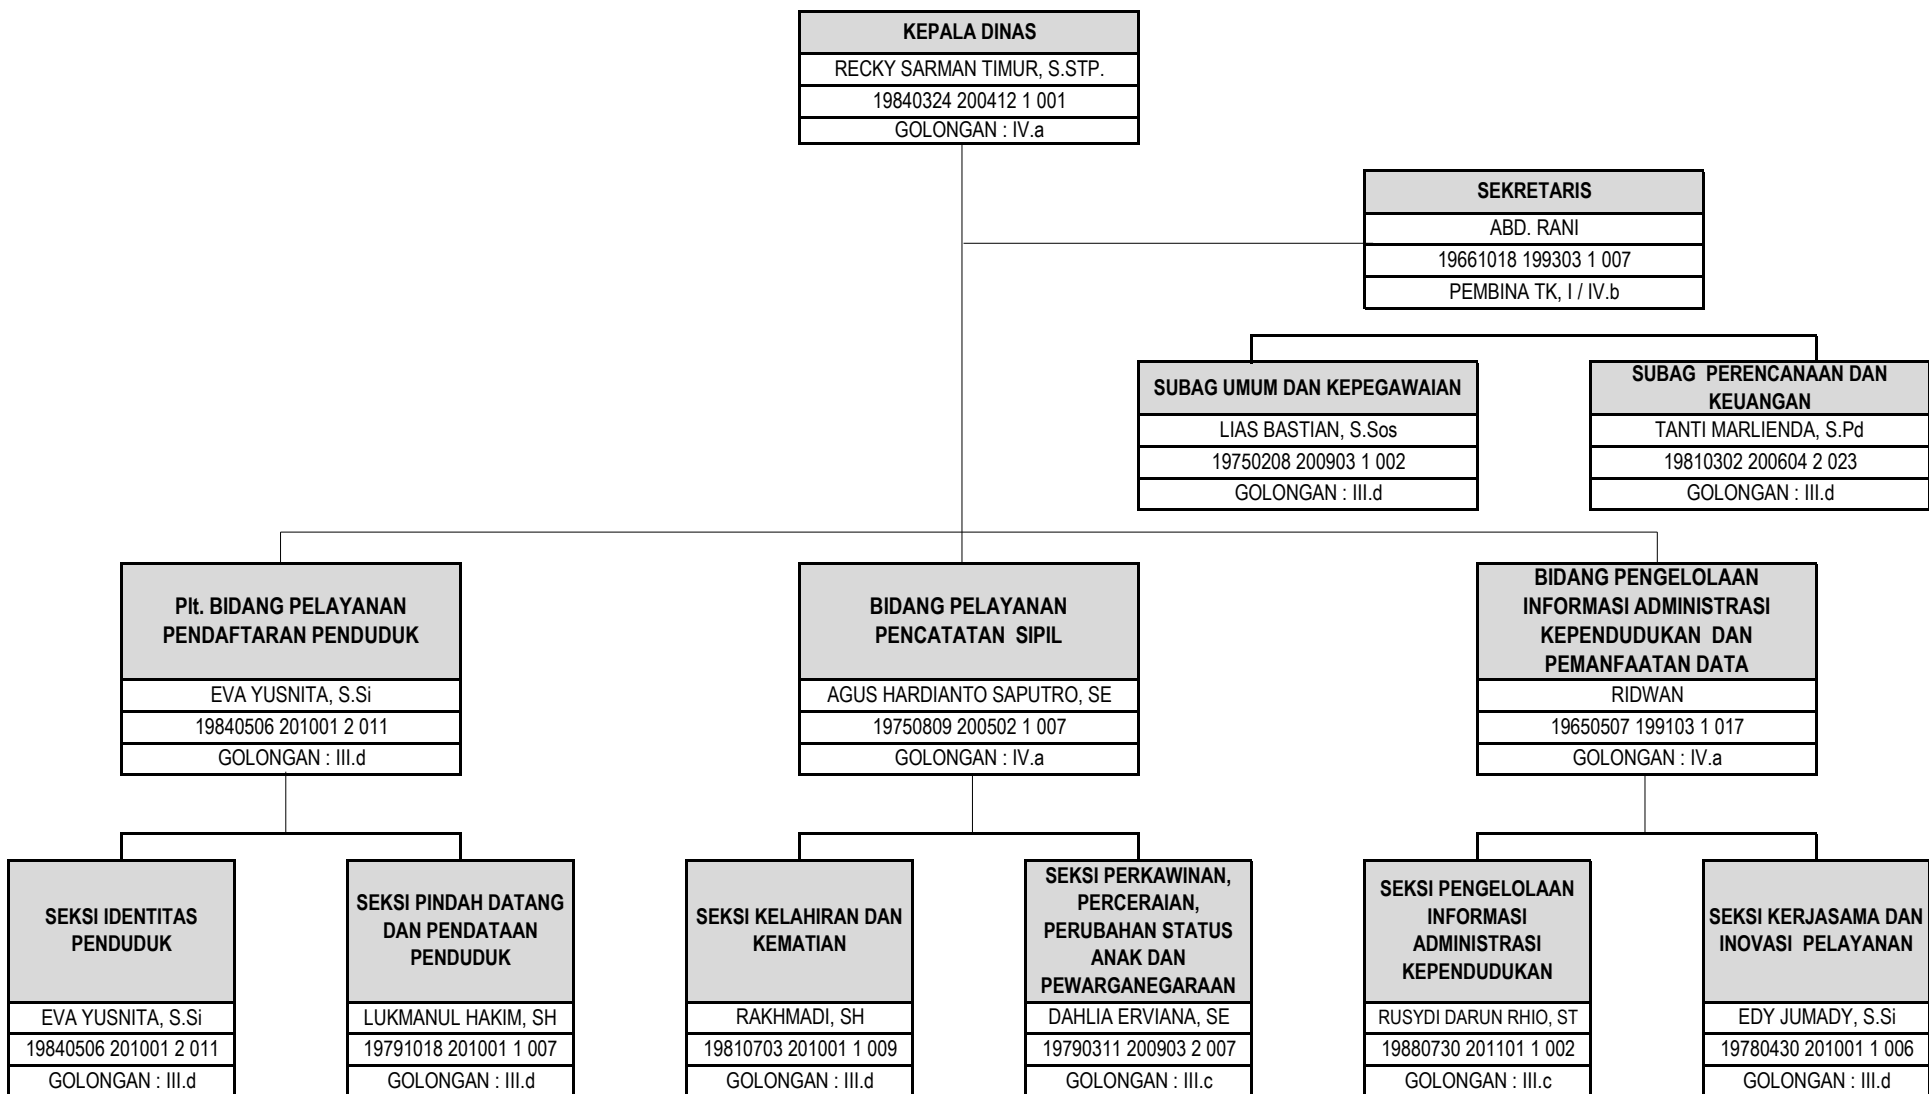 KEPALA DINAS
RECKY SARMAN TIMUR, S.STP.
19840324 200412 1 001
GOLONGAN : IV.a
SEKRETARIS
ABD. RANI
19661018 199303 1 007
PEMBINA TK, I / IV.b
SUBAG UMUM DAN KEPEGAWAIAN
LIAS BASTIAN, S.Sos
19750208 200903 1 002
GOLONGAN : III.d
SUBAG PERENCANAAN DAN
KEUANGAN
TANTI MARLIENDA, S.Pd
19810302 200604 2 023
GOLONGAN : III.d
Plt. BIDANG PELAYANAN
PENDAFTARAN PENDUDUK
EVA YUSNITA, S.Si
19840506 201001 2 011
GOLONGAN : III.d
BIDANG PELAYANAN
PENCATATAN SIPIL
AGUS HARDIANTO SAPUTRO, SE
19750809 200502 1 007
GOLONGAN : IV.a
BIDANG PENGELOLAAN
INFORMASI ADMINISTRASI
KEPENDUDUKAN DAN
PEMANFAATAN DATA
RIDWAN
19650507 199103 1 017
GOLONGAN : IV.a
SEKSI IDENTITAS
PENDUDUK
EVA YUSNITA, S.Si
19840506 201001 2 011
GOLONGAN : III.d
SEKSI PINDAH DATANG
DAN PENDATAAN
PENDUDUK
LUKMANUL HAKIM, SH
19791018 201001 1 007
GOLONGAN : III.d
SEKSI KELAHIRAN DAN
KEMATIAN
RAKHMADI, SH
19810703 201001 1 009
GOLONGAN : III.d
SEKSI PERKAWINAN,
PERCERAIAN,
PERUBAHAN STATUS
ANAK DAN
PEWARGANEGARAAN
DAHLIA ERVIANA, SE
19790311 200903 2 007
GOLONGAN : III.c
SEKSI PENGELOLAAN
INFORMASI
ADMINISTRASI
KEPENDUDUKAN
RUSYDI DARUN RHIO, ST
19880730 201101 1 002
GOLONGAN : III.c
SEKSI KERJASAMA DAN
INOVASI PELAYANAN
EDY JUMADY, S.Si
19780430 201001 1 006
GOLONGAN : III.d